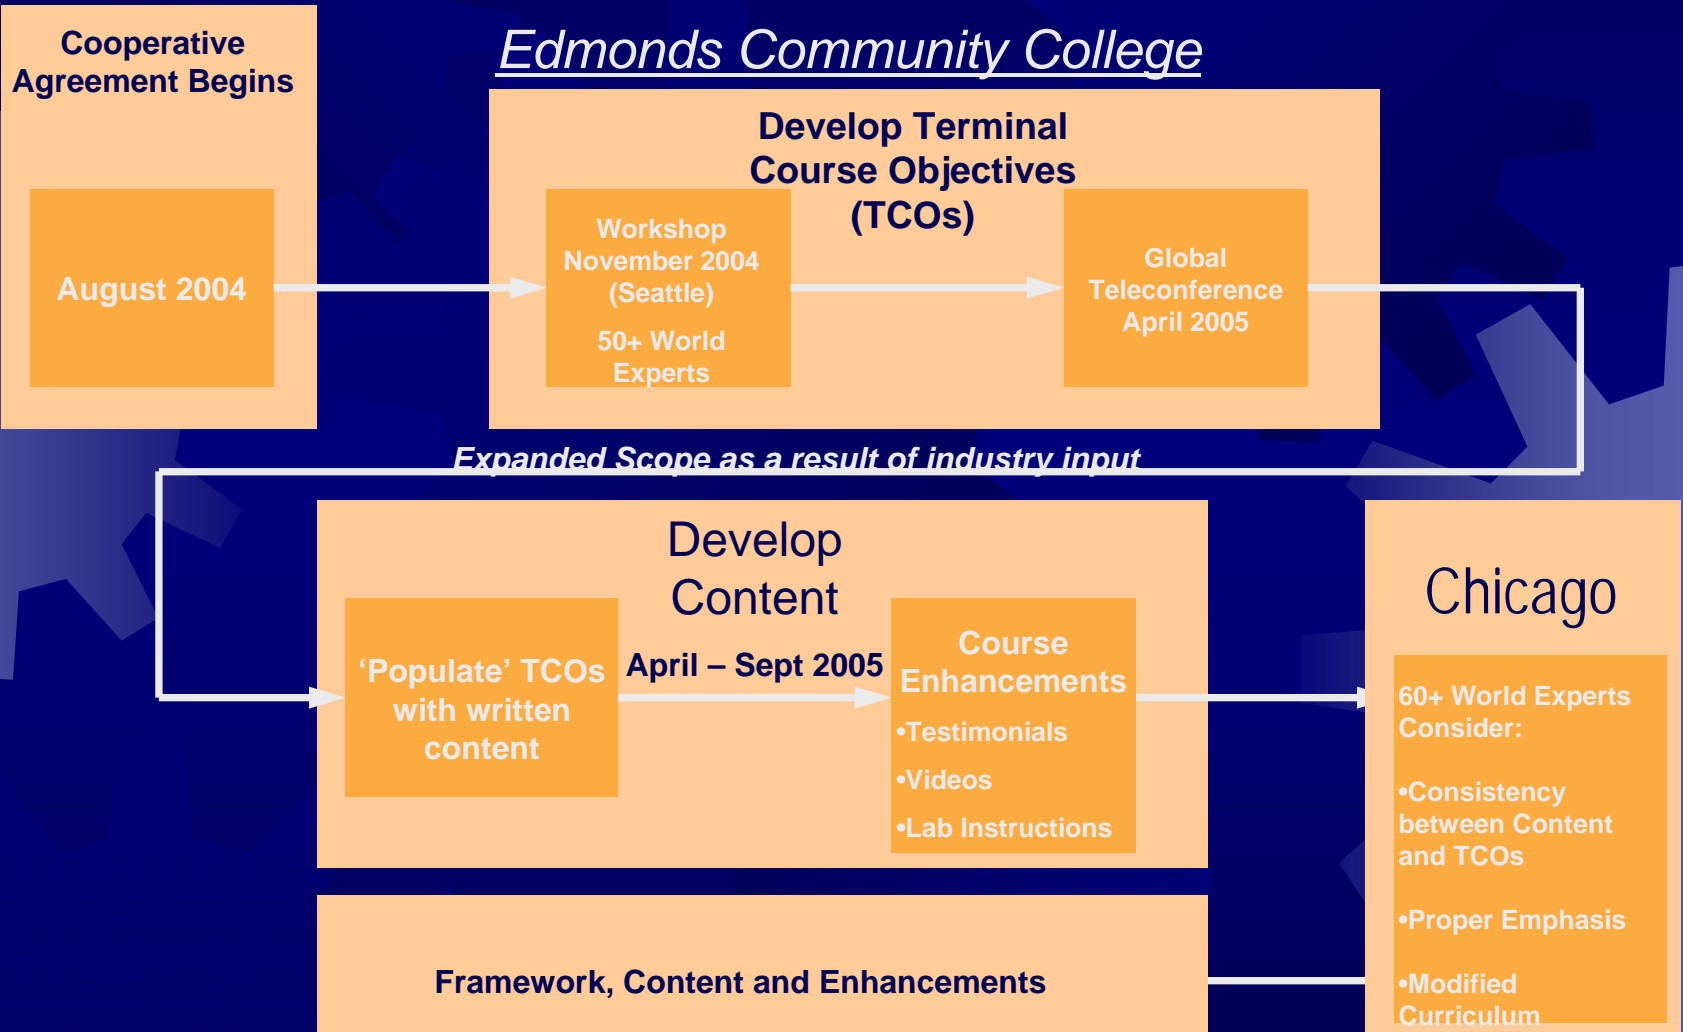 Cooperative
Agreement Begins
August 2004
Edmonds Community College
Develop Terminal
Course Objectives
(TCOs)
Workshop
November 2004
(Seattle)
50+ World
Experts
Global
Teleconference
April 2005
Expanded Scope as a result of industry input
Develop
Content
April – Sept 2005
‘Populate’ TCOs
with written
content
Course
Enhancements
•Testimonials
•Videos
•Lab Instructions
Chicago
60+ World Experts
Consider:
•Consistency
between Content
and TCOs
•Proper Emphasis
•Modified
Curriculum
Framework, Content and Enhancements